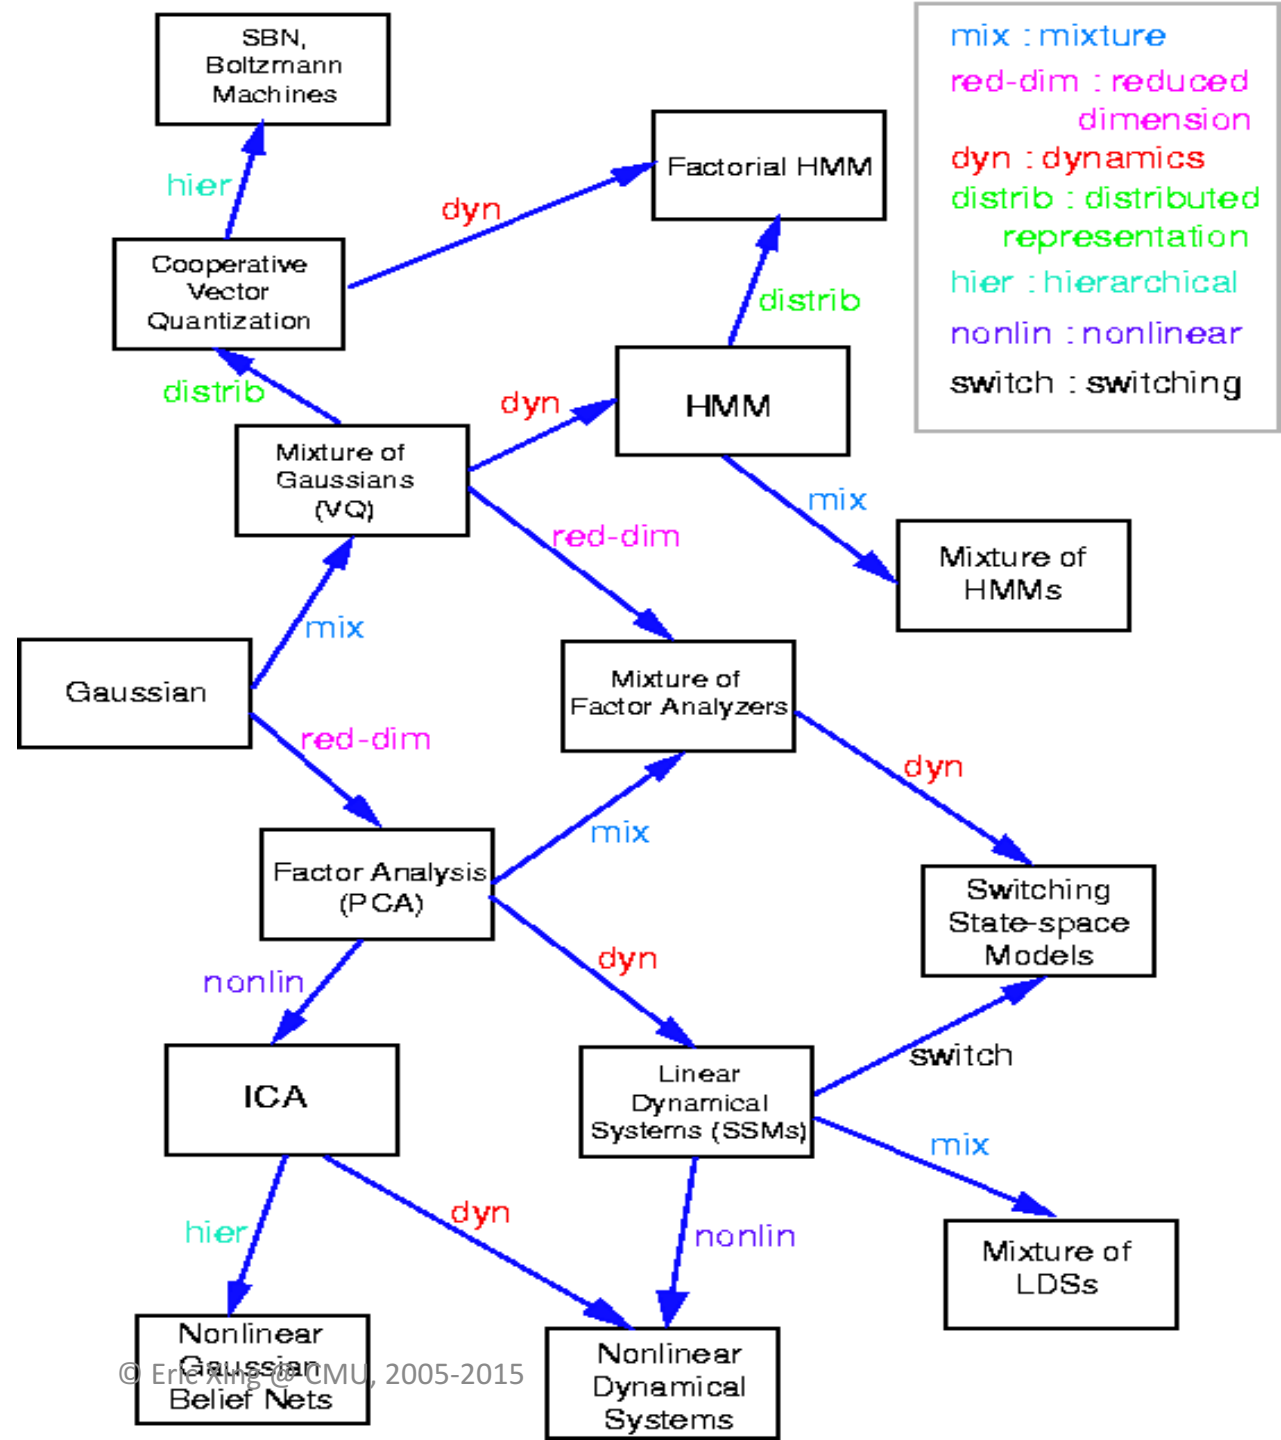 SBN,
Boltzmann
Machines
mix : mixture
red-dim : reduced
dimension
dyn : dynamics
distrib : distributed
representation
hier : hierarchical
nonlin : nonlinear
switch : switching
hier
dyn
Factorial HMM
Cooperative
Vector
Quantization
distrib
distrib
dyn
HMM
Mixture of
Gaussians
(VQ)
mix
red-dim
Mixture of
HMMs
mix
Gaussian
red-dim
Mixture of
Factor Analyzers
dyn
mix
Factor Analysis
(PCA)
Switching
State-space
Models
nonlin
dyn
switch
ICA
Linear
Dynamical
Systems (SSMs)
mix
hier
dyn
nonlin
Mixture of
LDSs
Nonlinear
Gaussian
Belief Nets
Nonlinear
Dynamical
Systems
© Eric Xing @ CMU, 2005-2015